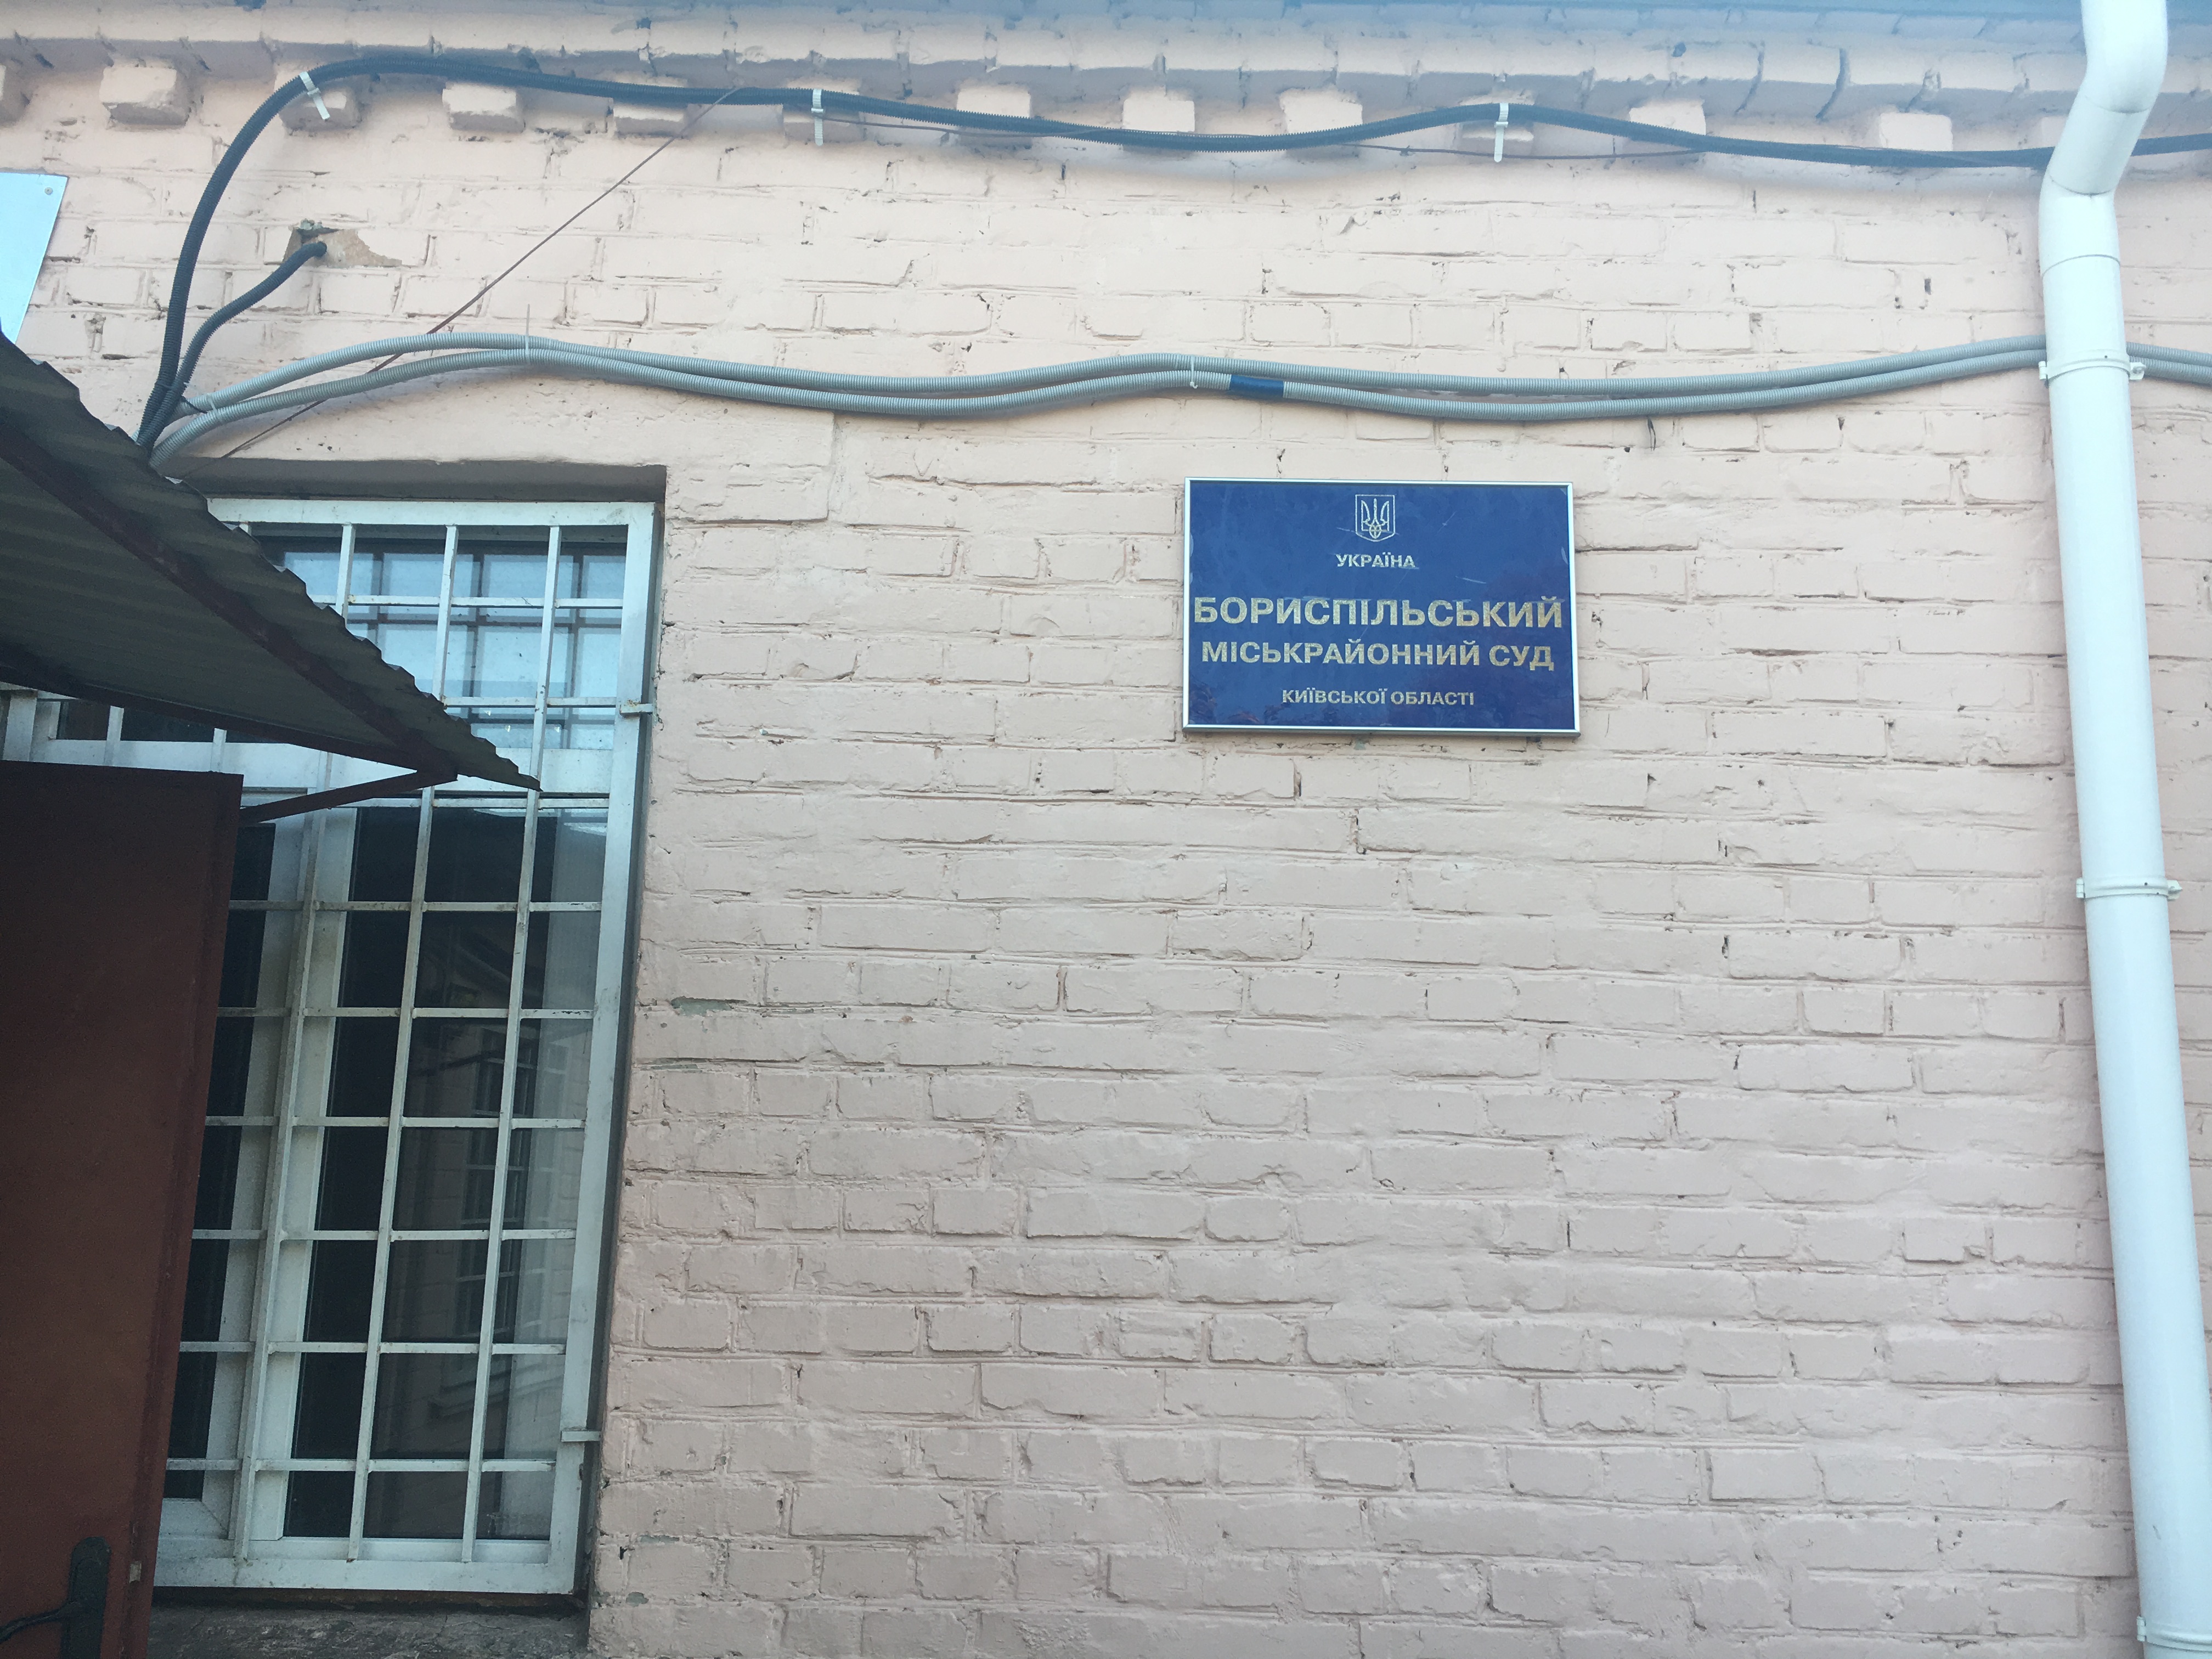 УКРАЇНА
БОРИСПІЛЬСЬКИЙ
МІСЬКРАЙОННИЙ СУД
КИЇВСЬКОЇ ОБЛАСТІ